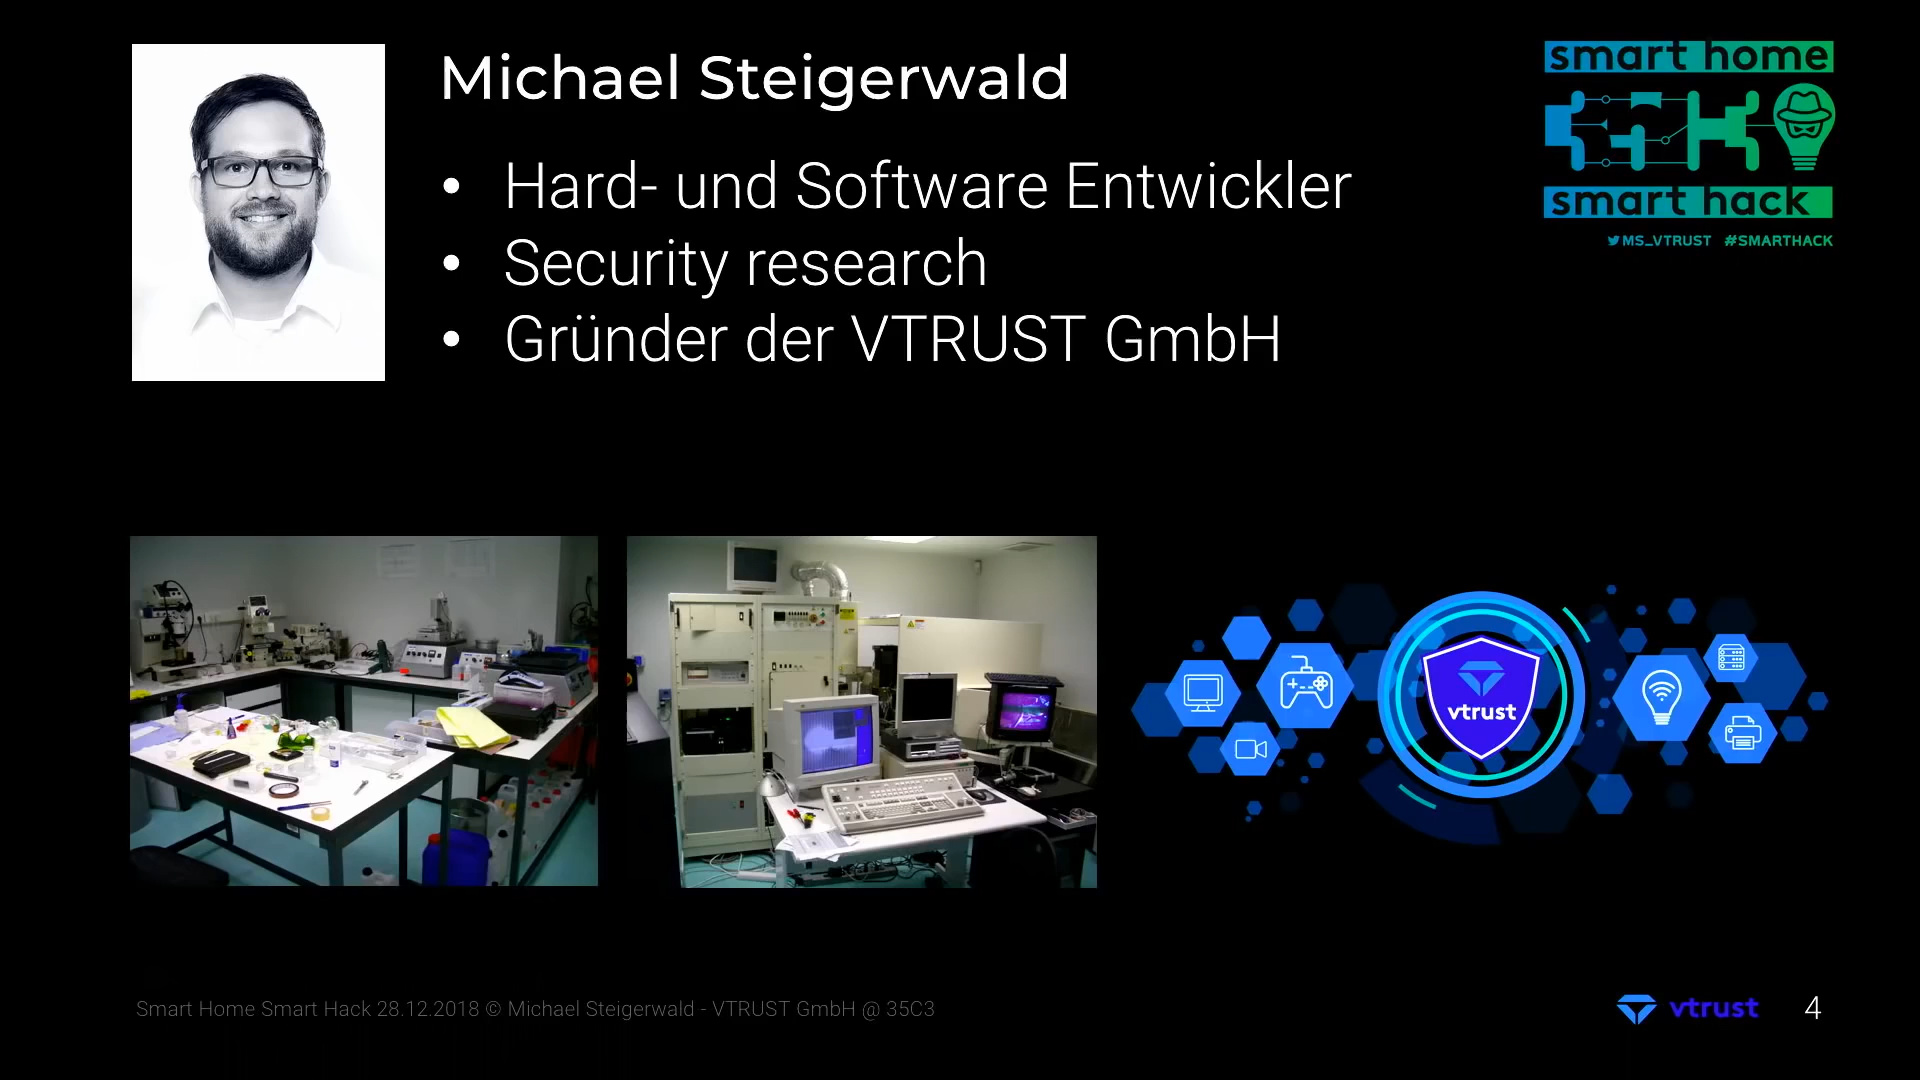 Michael Steigerwald
• Hard- und Software Entwickler
• Security research
• Gründer der VTRUST GmbH
smart home
smart hack
MS_VTRUST #SMARTHACK
vtrust
Smart Home Smart Hack 28.12.2018 © Michael Steigerwald - VTRUST GmbH @ 35C3
vtrust
4